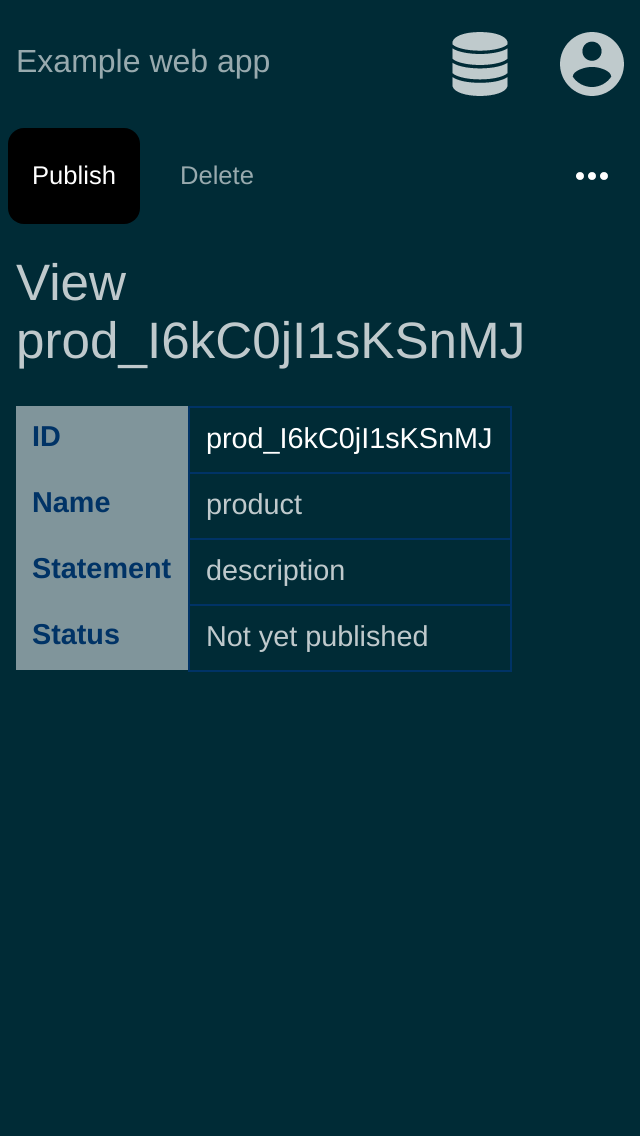 Example web app
Publish Delete
View
prod_I6kC0jI1sKSnMJ
ID prod_I6kC0jI1sKSnMJ
Name product
Statement description
Status Not yet published